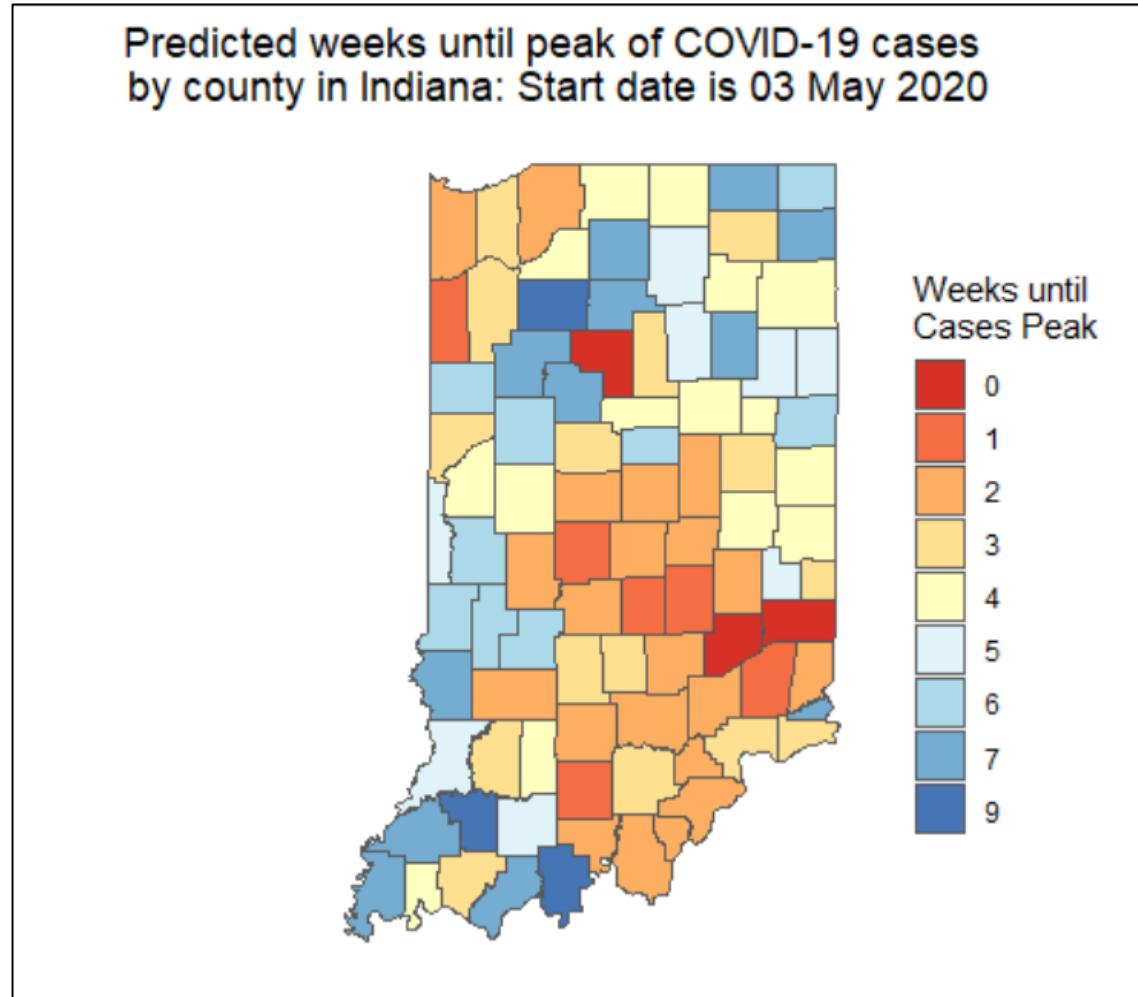 Predicted weeks until peak of COVID-19 cases
by county in Indiana: Start date is 03 May 2020
Weeks until
Cases Peak
0
1
2
3
4
5
6
7
9